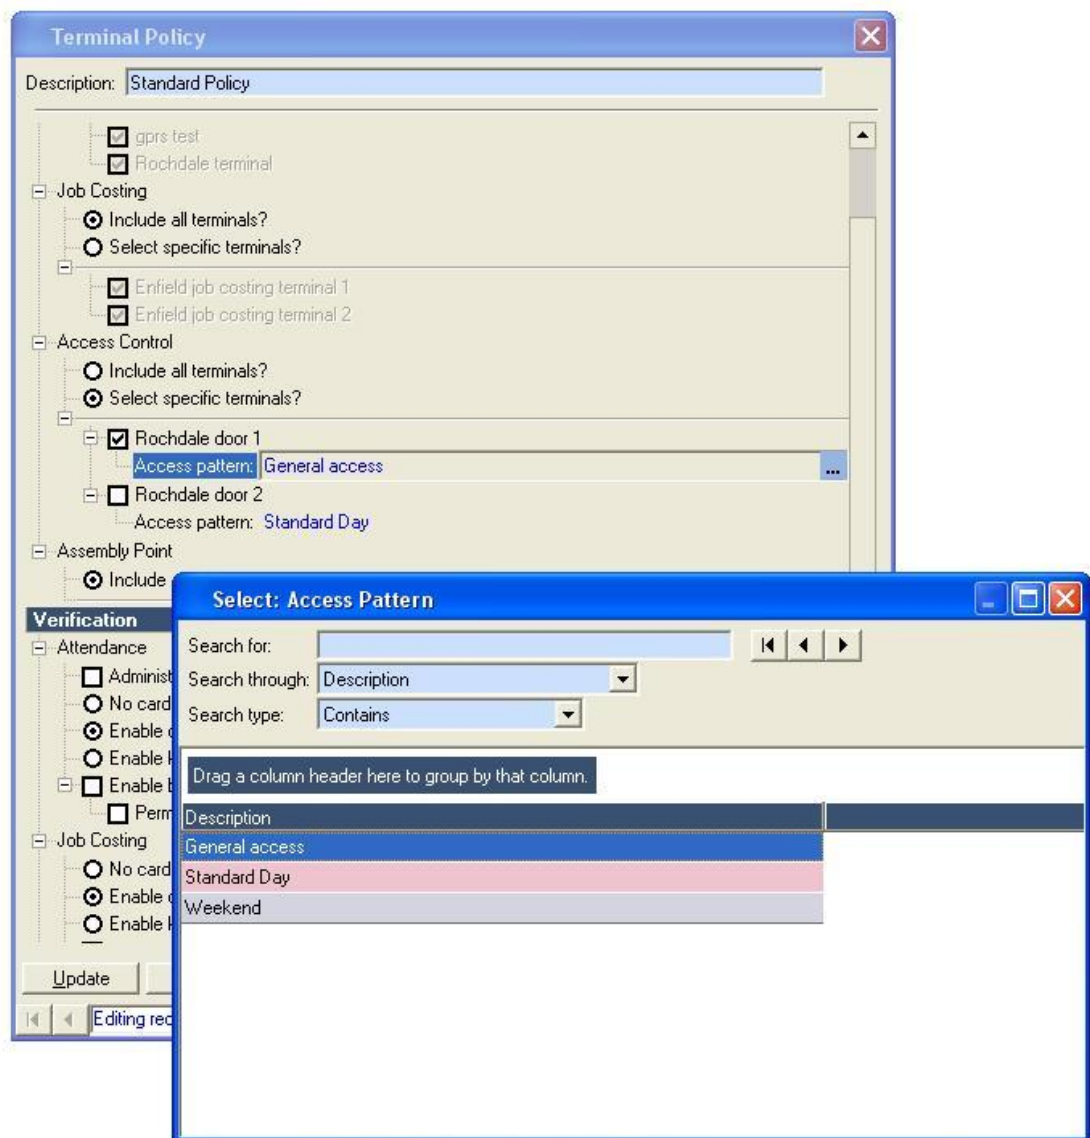 Terminal Policy
Description: Standard Policy
gprs test
Rochdale terminal
Job Costing
Include all terminals?
Select specific terminals?
Enfield job costing terminal 1
Enfield job costing terminal 2
Access Control
Include all terminals?
Select specific terminals?
Rochdale door 1
Access pattern: General access ...
Rochdale door 2
Access pattern: Standard Day
Assembly Point
Include
Verification
Attendance
Administ
No card
Enable
Enable
Enable b
Perm
Job Costing
No card
Enable
Enable
Update
Editing rec
Select: Access Pattern
Search for:
Search through: Description
Search type: Contains
Drag a column header here to group by that column.
Description
General access
Standard Day
Weekend